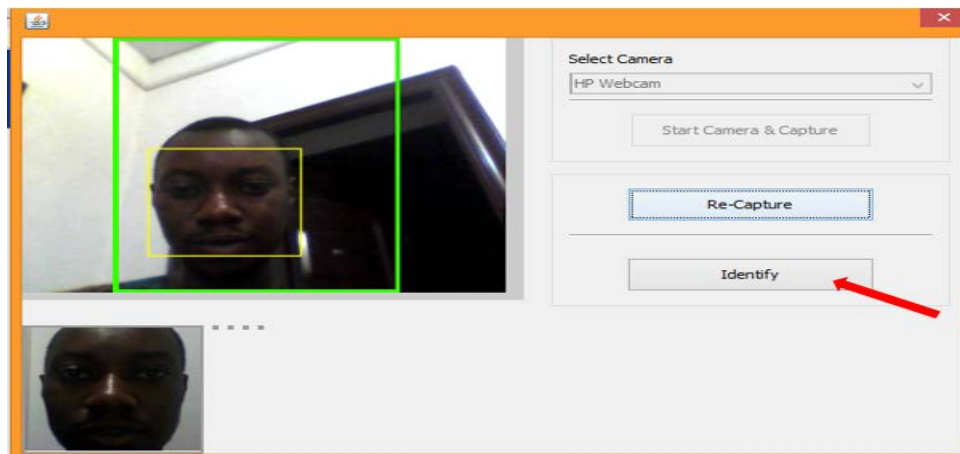 Select Camera
HP Webcam
Start Camera & Capture
Re-Capture
Identify